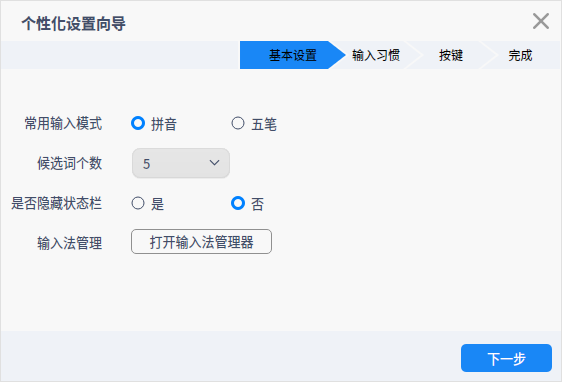 个性化设置向导
基本设置 输入习惯 按键 完成
常用输入模式 拼音 五笔
候选词个数 5
是否隐藏状态栏 是 否
输入法管理 打开输入法管理器
下一步